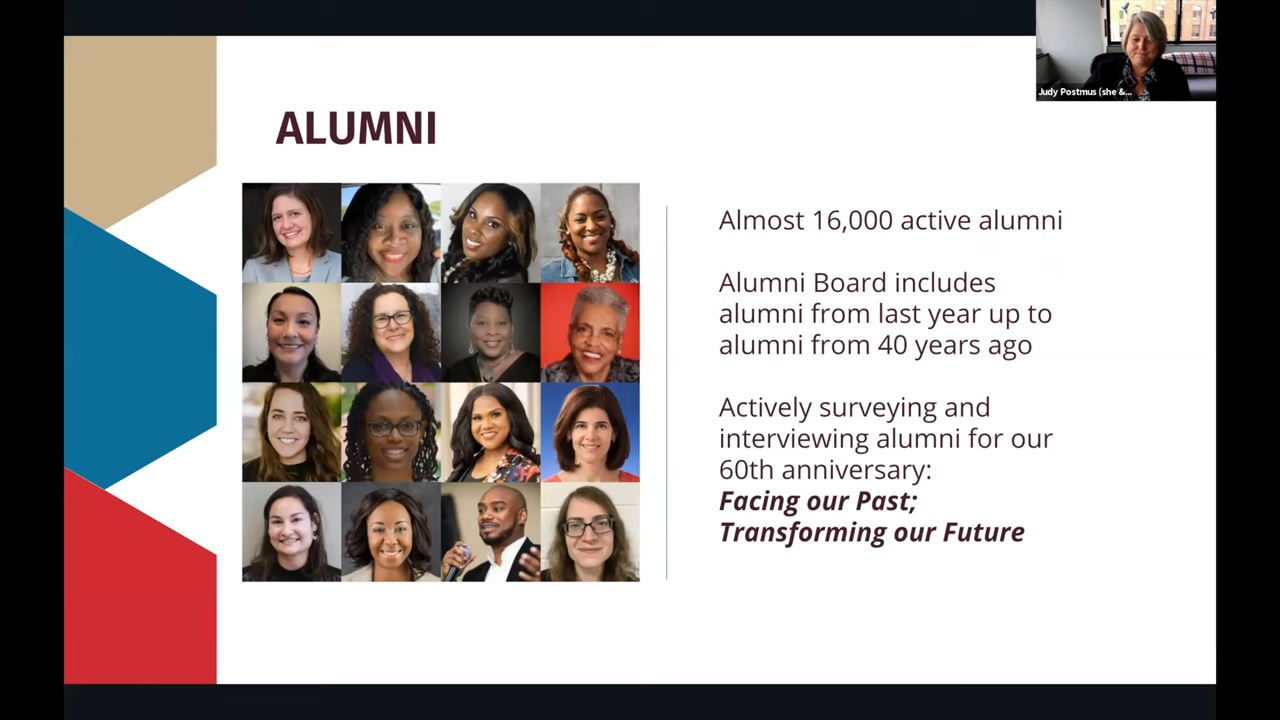 Judy Postmus (she &...
ALUMNI
Almost 16,000 active alumni
Alumni Board includes
alumni from last year up to
alumni from 40 years ago
Actively surveying and
interviewing alumni for our
60th anniversary:
Facing our Past;
Transforming our Future